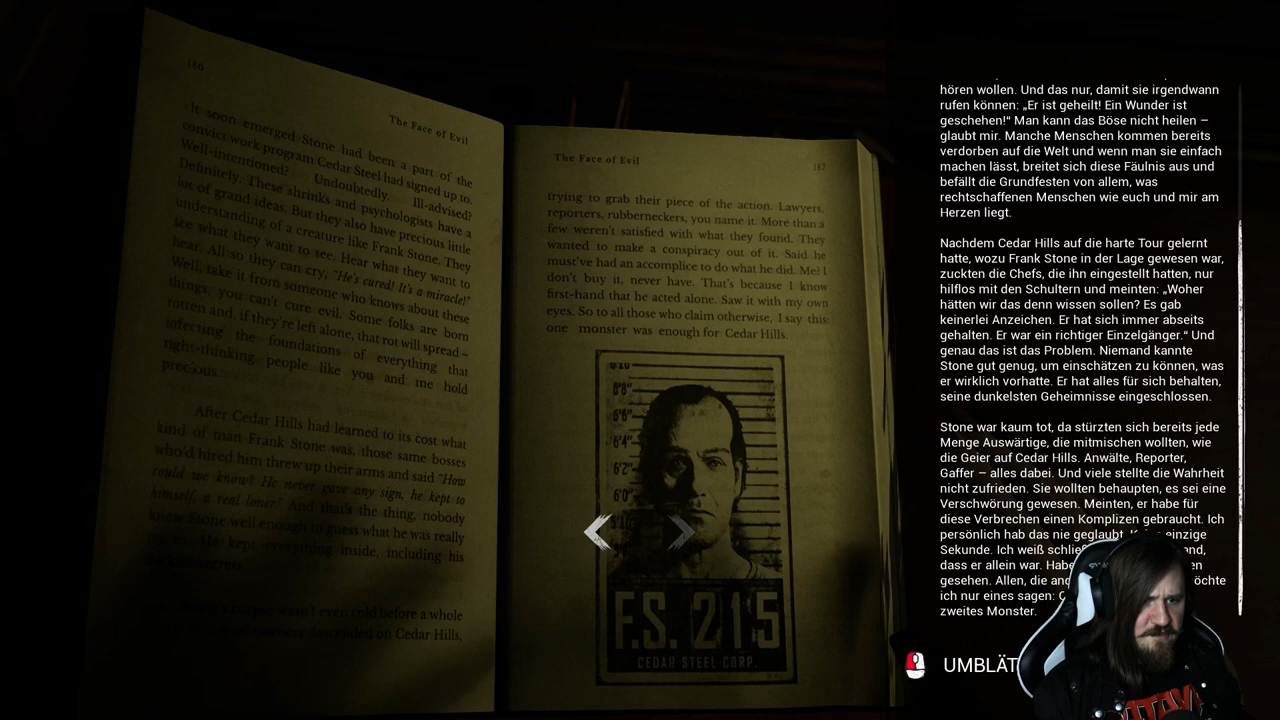 186
The Face of Evil
It soon emerged Stone had been a part of the
convict work program Cedar Steel had signed up to.
Well-intentioned? Undoubtedly. Ill-advised?
Definitely. These shrinks and psychologists have a
lot of grand ideas. But they also have precious little
understanding of a creature like Frank Stone. They
see what they want to see. Hear what they want to
hear. All so they can cry, "He's cured! It's a miracle!"
Well, take it from someone who knows about these
things, you can't cure evil. Some folks are born
rotten and, if they're left alone, that rot will spread –
infecting the foundations of everything that
right-thinking people like you and me hold
precious.
After Cedar Hills had learned to its cost what
kind of man Frank Stone was, those same bosses
who'd hired him threw up their arms and said "How
could we know? He never gave any sign, he kept to
himself, a real loner." And that's the thing, nobody
knew Stone well enough to guess what he was really
He kept everything inside, including his
secrets.
corpse wasn't even cold before a whole
descended on Cedar Hills,
The Face of Evil
187
trying to grab their piece of the action. Lawyers,
reporters, rubberneckers, you name it. More than a
few weren't satisfied with what they found. They
wanted to make a conspiracy out of it. Said he
must've had an accomplice to do what he did. Me? I
don't buy it, never have. That's because I know
first-hand that he acted alone. Saw it with my own
eyes. So to all those who claim otherwise, I say this:
one monster was enough for Cedar Hills.
6'8"
6'6"
6'4"
6'2"
6'0"
F.S. 215
CEDAR STEEL CORP.
hören wollen. Und das nur, damit sie irgendwann
rufen können: „Er ist geheilt! Ein Wunder ist
geschehen!“ Man kann das Böse nicht heilen –
glaubt mir. Manche Menschen kommen bereits
verdorben auf die Welt und wenn man sie einfach
machen lässt, breitet sich diese Fäulnis aus und
befällt die Grundfesten von allem, was
rechtschaffenen Menschen wie euch und mir am
Herzen liegt.
Nachdem Cedar Hills auf die harte Tour gelernt
hatte, wozu Frank Stone in der Lage gewesen war,
zuckten die Chefs, die ihn eingestellt hatten, nur
hilflos mit den Schultern und meinten: „Woher
hätten wir das denn wissen sollen? Es gab
keinerlei Anzeichen. Er hat sich immer abseits
gehalten. Er war ein richtiger Einzelgänger.“ Und
genau das ist das Problem. Niemand kannte
Stone gut genug, um einschätzen zu können, was
er wirklich vorhatte. Er hat alles für sich behalten,
seine dunkelsten Geheimnisse eingeschlossen.
Stone war kaum tot, da stürzten sich bereits jede
Menge Auswärtige, die mitmischen wollten, wie
die Geier auf Cedar Hills. Anwälte, Reporter,
Gaffer – alles dabei. Und viele stellte die Wahrheit
nicht zufrieden. Sie wollten behaupten, es sei eine
Verschwörung gewesen. Meinten, er habe für
diese Verbrechen einen Komplizen gebraucht. Ich
persönlich hab das nie geglaubt. einzige
Sekunde. Ich weiß
dass er allein war.
gesehen. Allen, die
ich nur eines sagen:
zweites Monster.
UMBLÄT